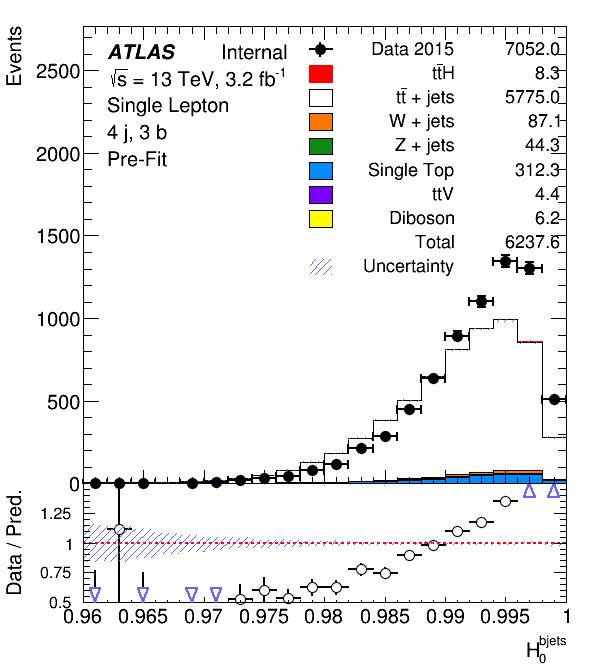 ATLAS Internal
√s = 13 TeV, 3.2 fb⁻¹
Single Lepton
4 j, 3 b
Pre-Fit
Data 2015 7052.0
tt̄H 8.3
tt̄ + jets 5775.0
W + jets 87.1
Z + jets 44.3
Single Top 312.3
ttV 4.4
Diboson 6.2
Total 6237.6
Uncertainty
Events
2500
2000
1500
1000
500
0
Data / Pred.
1.25
1
0.75
0.5
0.96 0.965 0.97 0.975 0.98 0.985 0.99 0.995 1
H₀^bjets